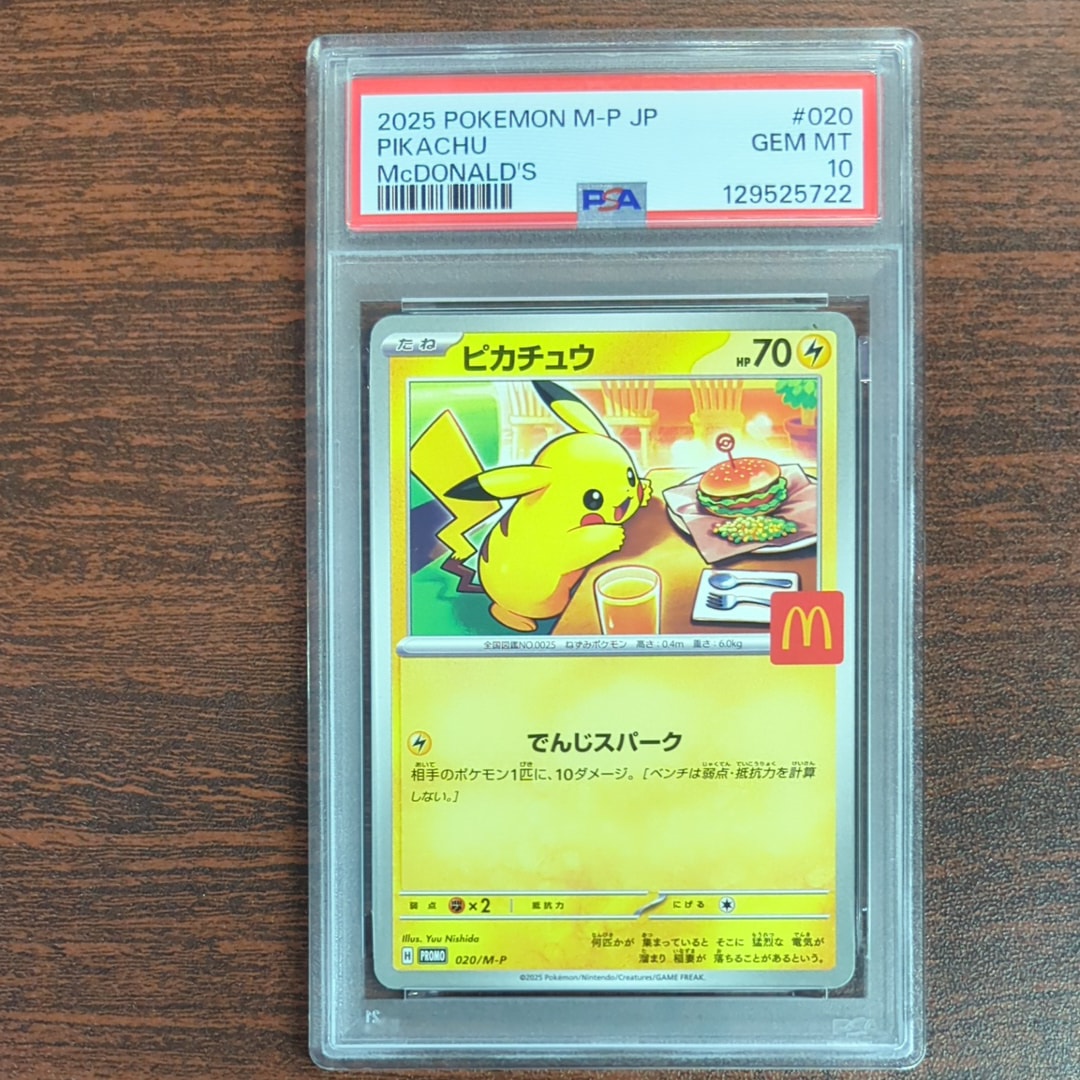 2025 POKEMON M-P JP #020
PIKACHU GEM MT
McDONALD'S 10
129525722
PSA
たね ピカチュウ HP70
全国図鑑NO.0025 ねずみポケモン 高さ:0.4m 重さ:6.0kg
でんじスパーク
相手のポケモン1匹に、10ダメージ。[ベンチは弱点・抵抗力を計算
しない。]
弱点 ×2 抵抗力 にげる
Illus. Yuu Nishida
何匹かが 集まっていると そこに 猛烈な 電気が
溜まり 稲妻が 落ちることがあるという。
H PROMO 020/M-P
©2025 Pokémon/Nintendo/Creatures/GAME FREAK.